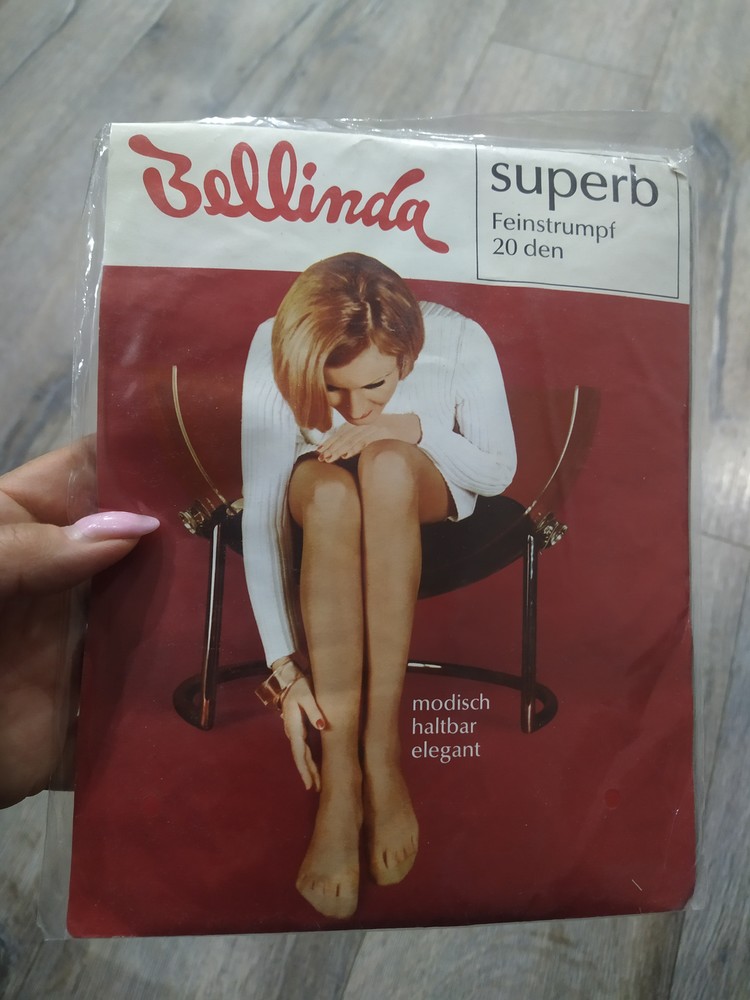 Bellinda
superb
Feinstrumpf
20 den
modisch
haltbar
elegant